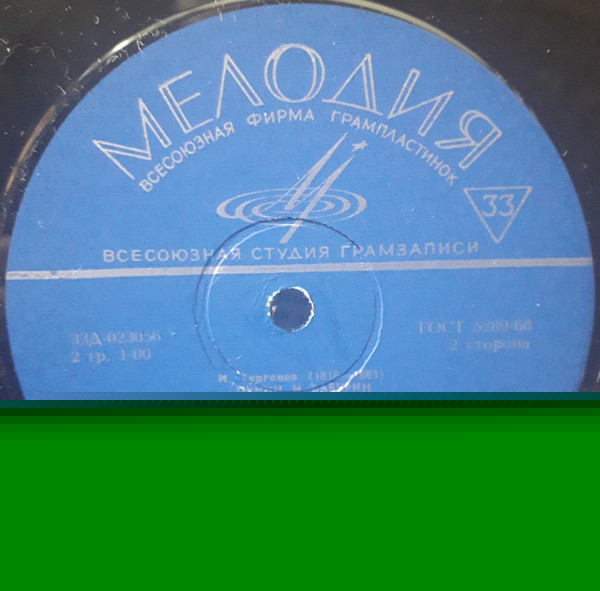 МЕЛОДИЯ
ВСЕСОЮЗНАЯ ФИРМА ГРАМПЛАСТИНОК
33
ВСЕСОЮЗНАЯ СТУДИЯ ГРАМЗАПИСИ
33Д-023056
ГОСТ 5289-68
2 гр. 1-00
2 сторона
И. Тургенев